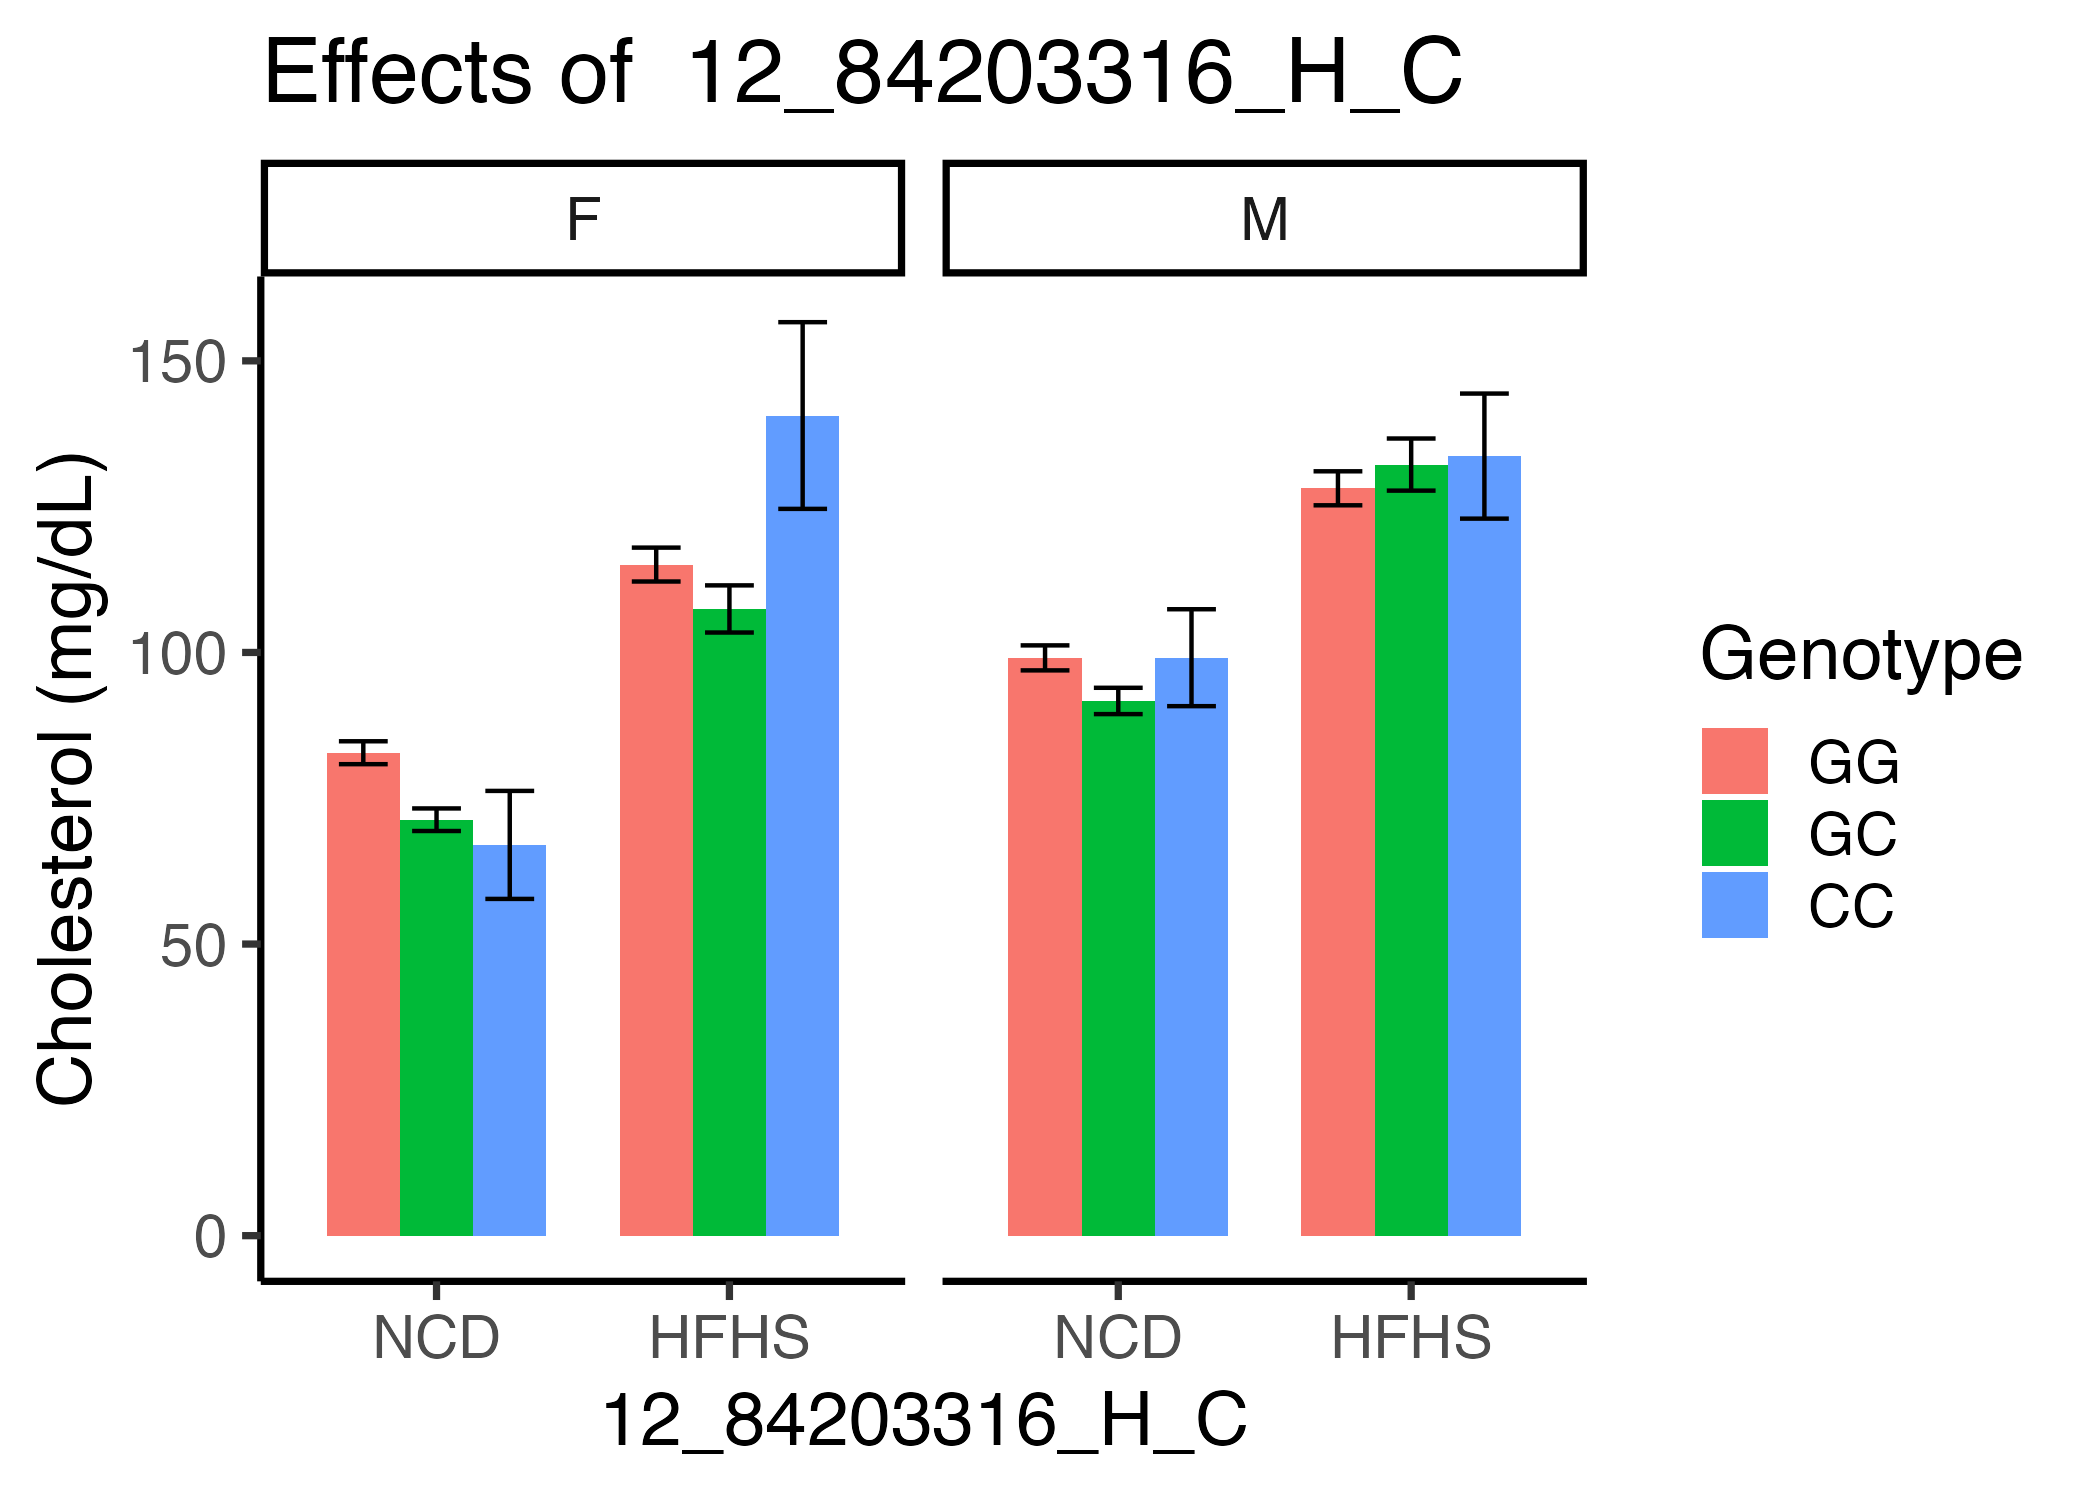 Effects of  12_84203316_H_C
F
M
Cholesterol (mg/dL)
150
100
50
0
NCD
HFHS
NCD
HFHS
12_84203316_H_C
Genotype
GG
GC
CC